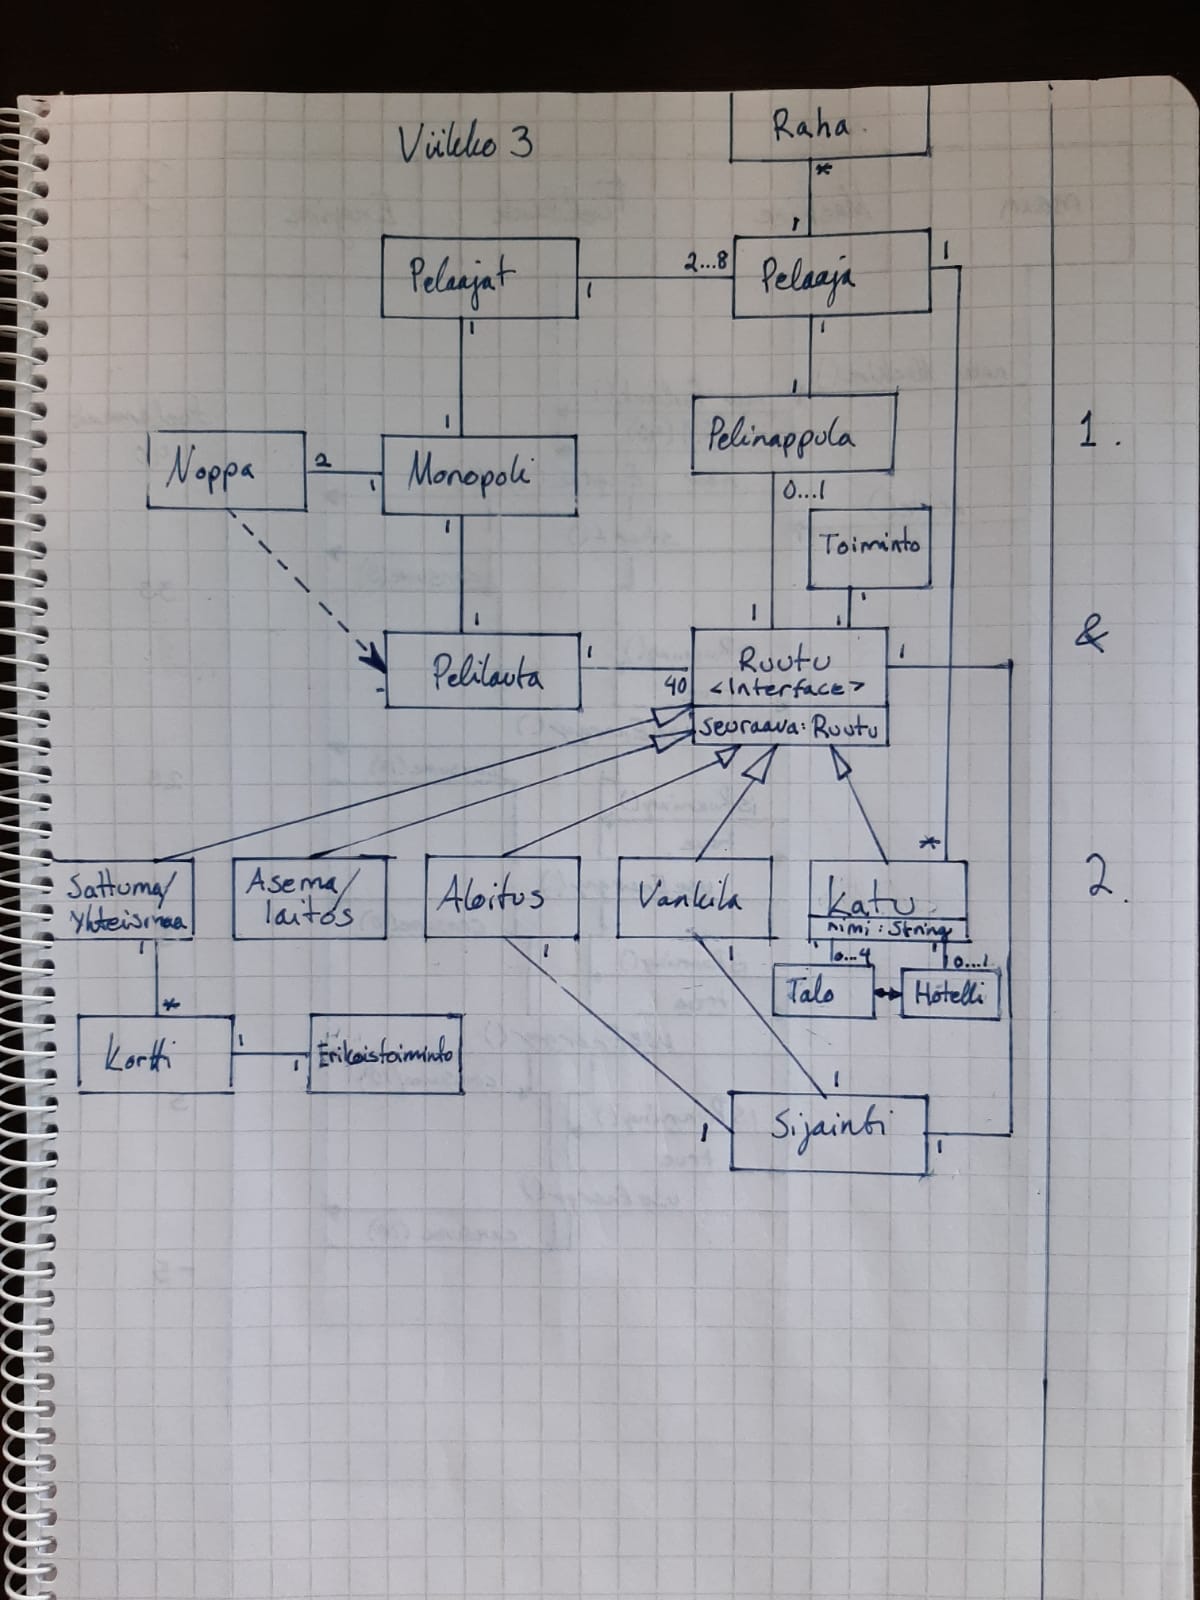 Viikko 3
Raha
*
1
Pelaajat
1
2...8
Pelaaja
1
1
1
1
1
Pelinappula
1.
Noppa
2
1
Monopoli
0...1
1
Toiminto
1
1
1
1
&
Pelilauta
1
40
Ruutu
<Interface>
seuraava: Ruutu
1
*
Sattuma/
Yhteismaa
Asema/
laitos
Aloitus
Vankila
Katu
nimi: String
2.
1
1
1
1
0...4
1
0...1
Talo
Hotelli
*
Kortti
1
1
Erikoistoiminto
1
1
Sijainti
1